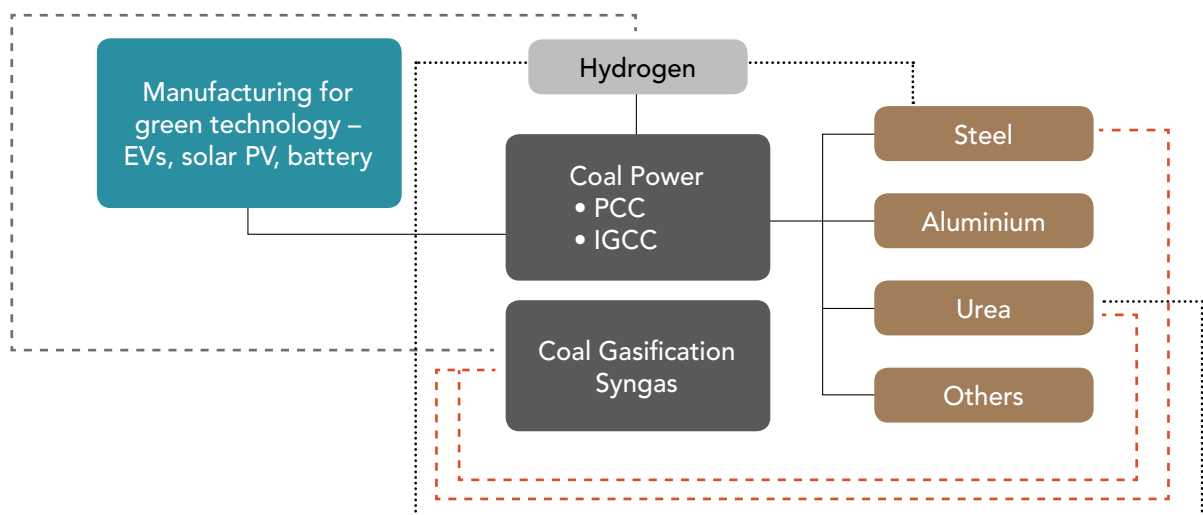 Manufacturing for
green technology –
EVs, solar PV, battery
Hydrogen
Coal Power
• PCC
• IGCC
Coal Gasification
Syngas
Steel
Aluminium
Urea
Others